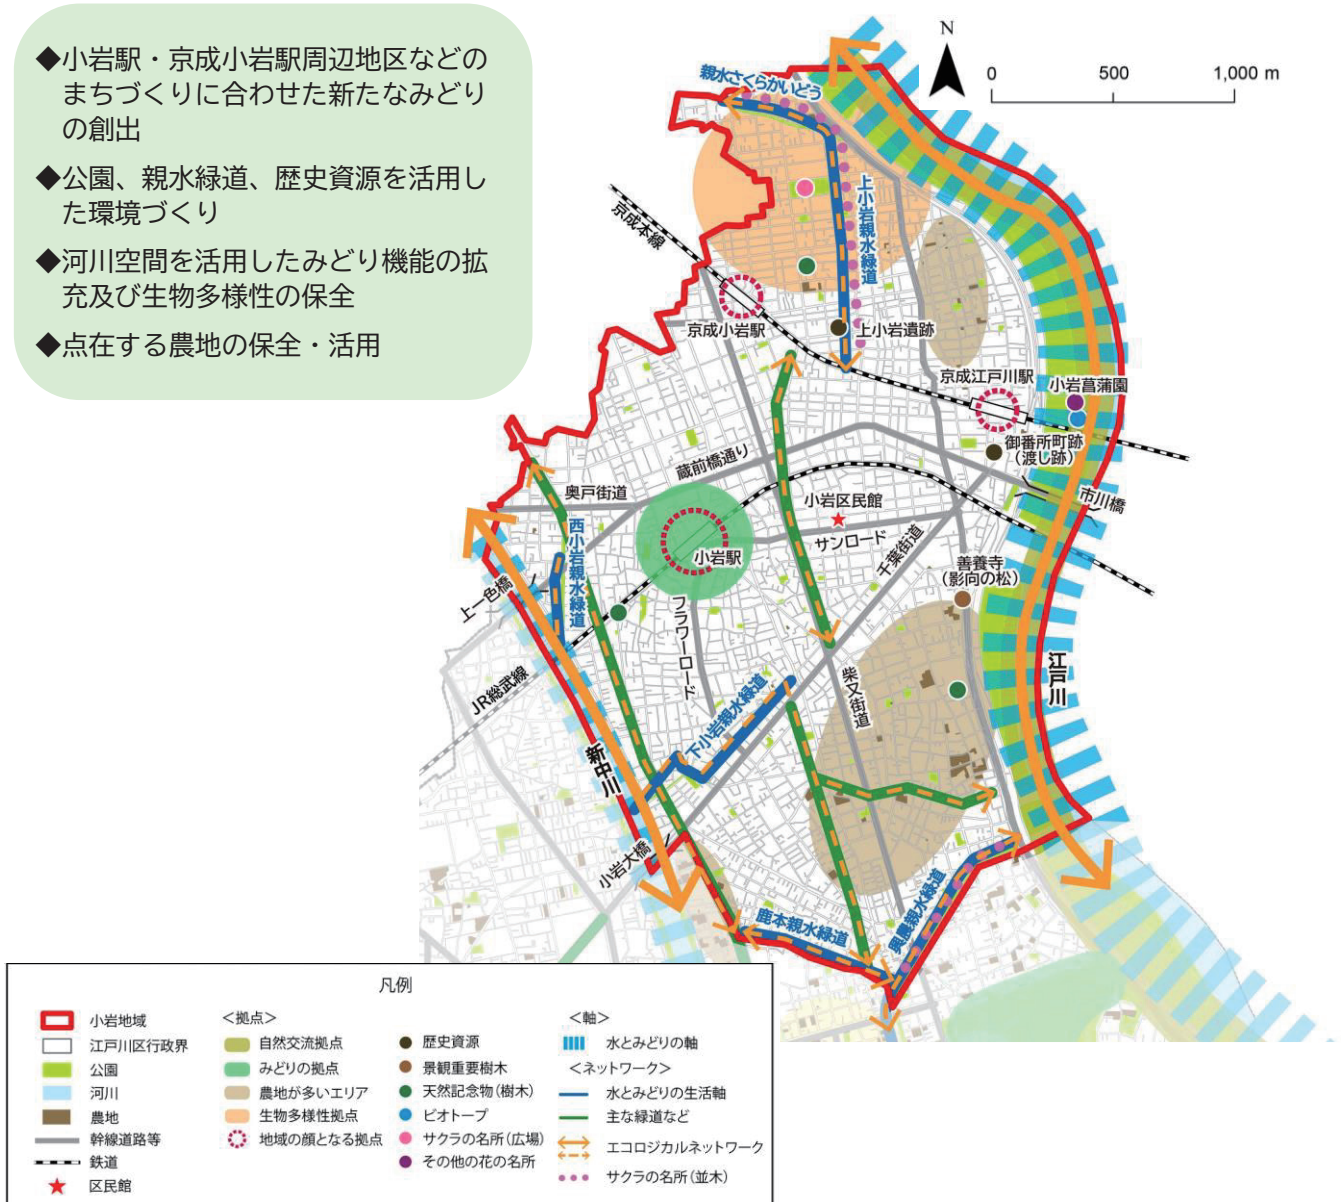 ◆小岩駅・京成小岩駅周辺地区などの
まちづくりに合わせた新たなみどり
の創出
◆公園、親水緑道、歴史資源を活用し
た環境づくり
◆河川空間を活用したみどり機能の拡
充及び生物多様性の保全
◆点在する農地の保全・活用
N
0 500 1,000 m
親水さくらかいどう
上小岩親水緑道
京成本線
京成小岩駅
上小岩遺跡
京成江戸川駅
小岩菖蒲園
御番所町跡
(渡し跡)
蔵前橋通り
市川橋
奥戸街道
小岩区民館
サンロード
千葉街道
西小岩親水緑道
小岩駅
善養寺
(影向の松)
上一色橋
フラワーロード
JR総武線
柴又街道
江戸川
下小岩親水緑道
新中川
小岩大橋
鹿本親水緑道
興農親水緑道
凡例
小岩地域
江戸川区行政界
公園
河川
農地
幹線道路等
鉄道
区民館
<拠点>
自然交流拠点
みどりの拠点
農地が多いエリア
生物多様性拠点
地域の顔となる拠点
歴史資源
景観重要樹木
天然記念物(樹木)
ビオトープ
サクラの名所(広場)
その他の花の名所
<軸>
水とみどりの軸
<ネットワーク>
水とみどりの生活軸
主な緑道など
エコロジカルネットワーク
サクラの名所(並木)